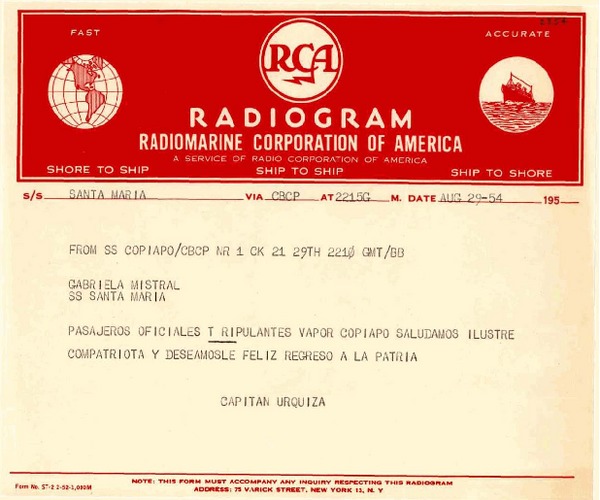 FAST
ACCURATE
RCA
RADIOGRAM
RADIOMARINE CORPORATION OF AMERICA
A SERVICE OF RADIO CORPORATION OF AMERICA
SHORE TO SHIP SHIP TO SHIP SHIP TO SHORE
S/S SANTA MARIA VIA CBCP AT 2215G M. DATE AUG 29-54 195
FROM SS COPIAPO/CBCP NR 1 CK 21 29TH 2210 GMT/BB
GABRIELA MISTRAL
SS SANTA MARIA
PASAJEROS OFICIALES T RIPULANTES VAPOR COPIAPO SALUDAMOS ILUSTRE
COMPATRIOTA Y DESEAMOSLE FELIZ REGRESO A LA PATRIA
CAPITAN URQUIZA
NOTE: THIS FORM MUST ACCOMPANY ANY INQUIRY RESPECTING THIS RADIOGRAM
Form No. ADDRESS: 75 VARICK STREET, NEW YORK 13, N. Y